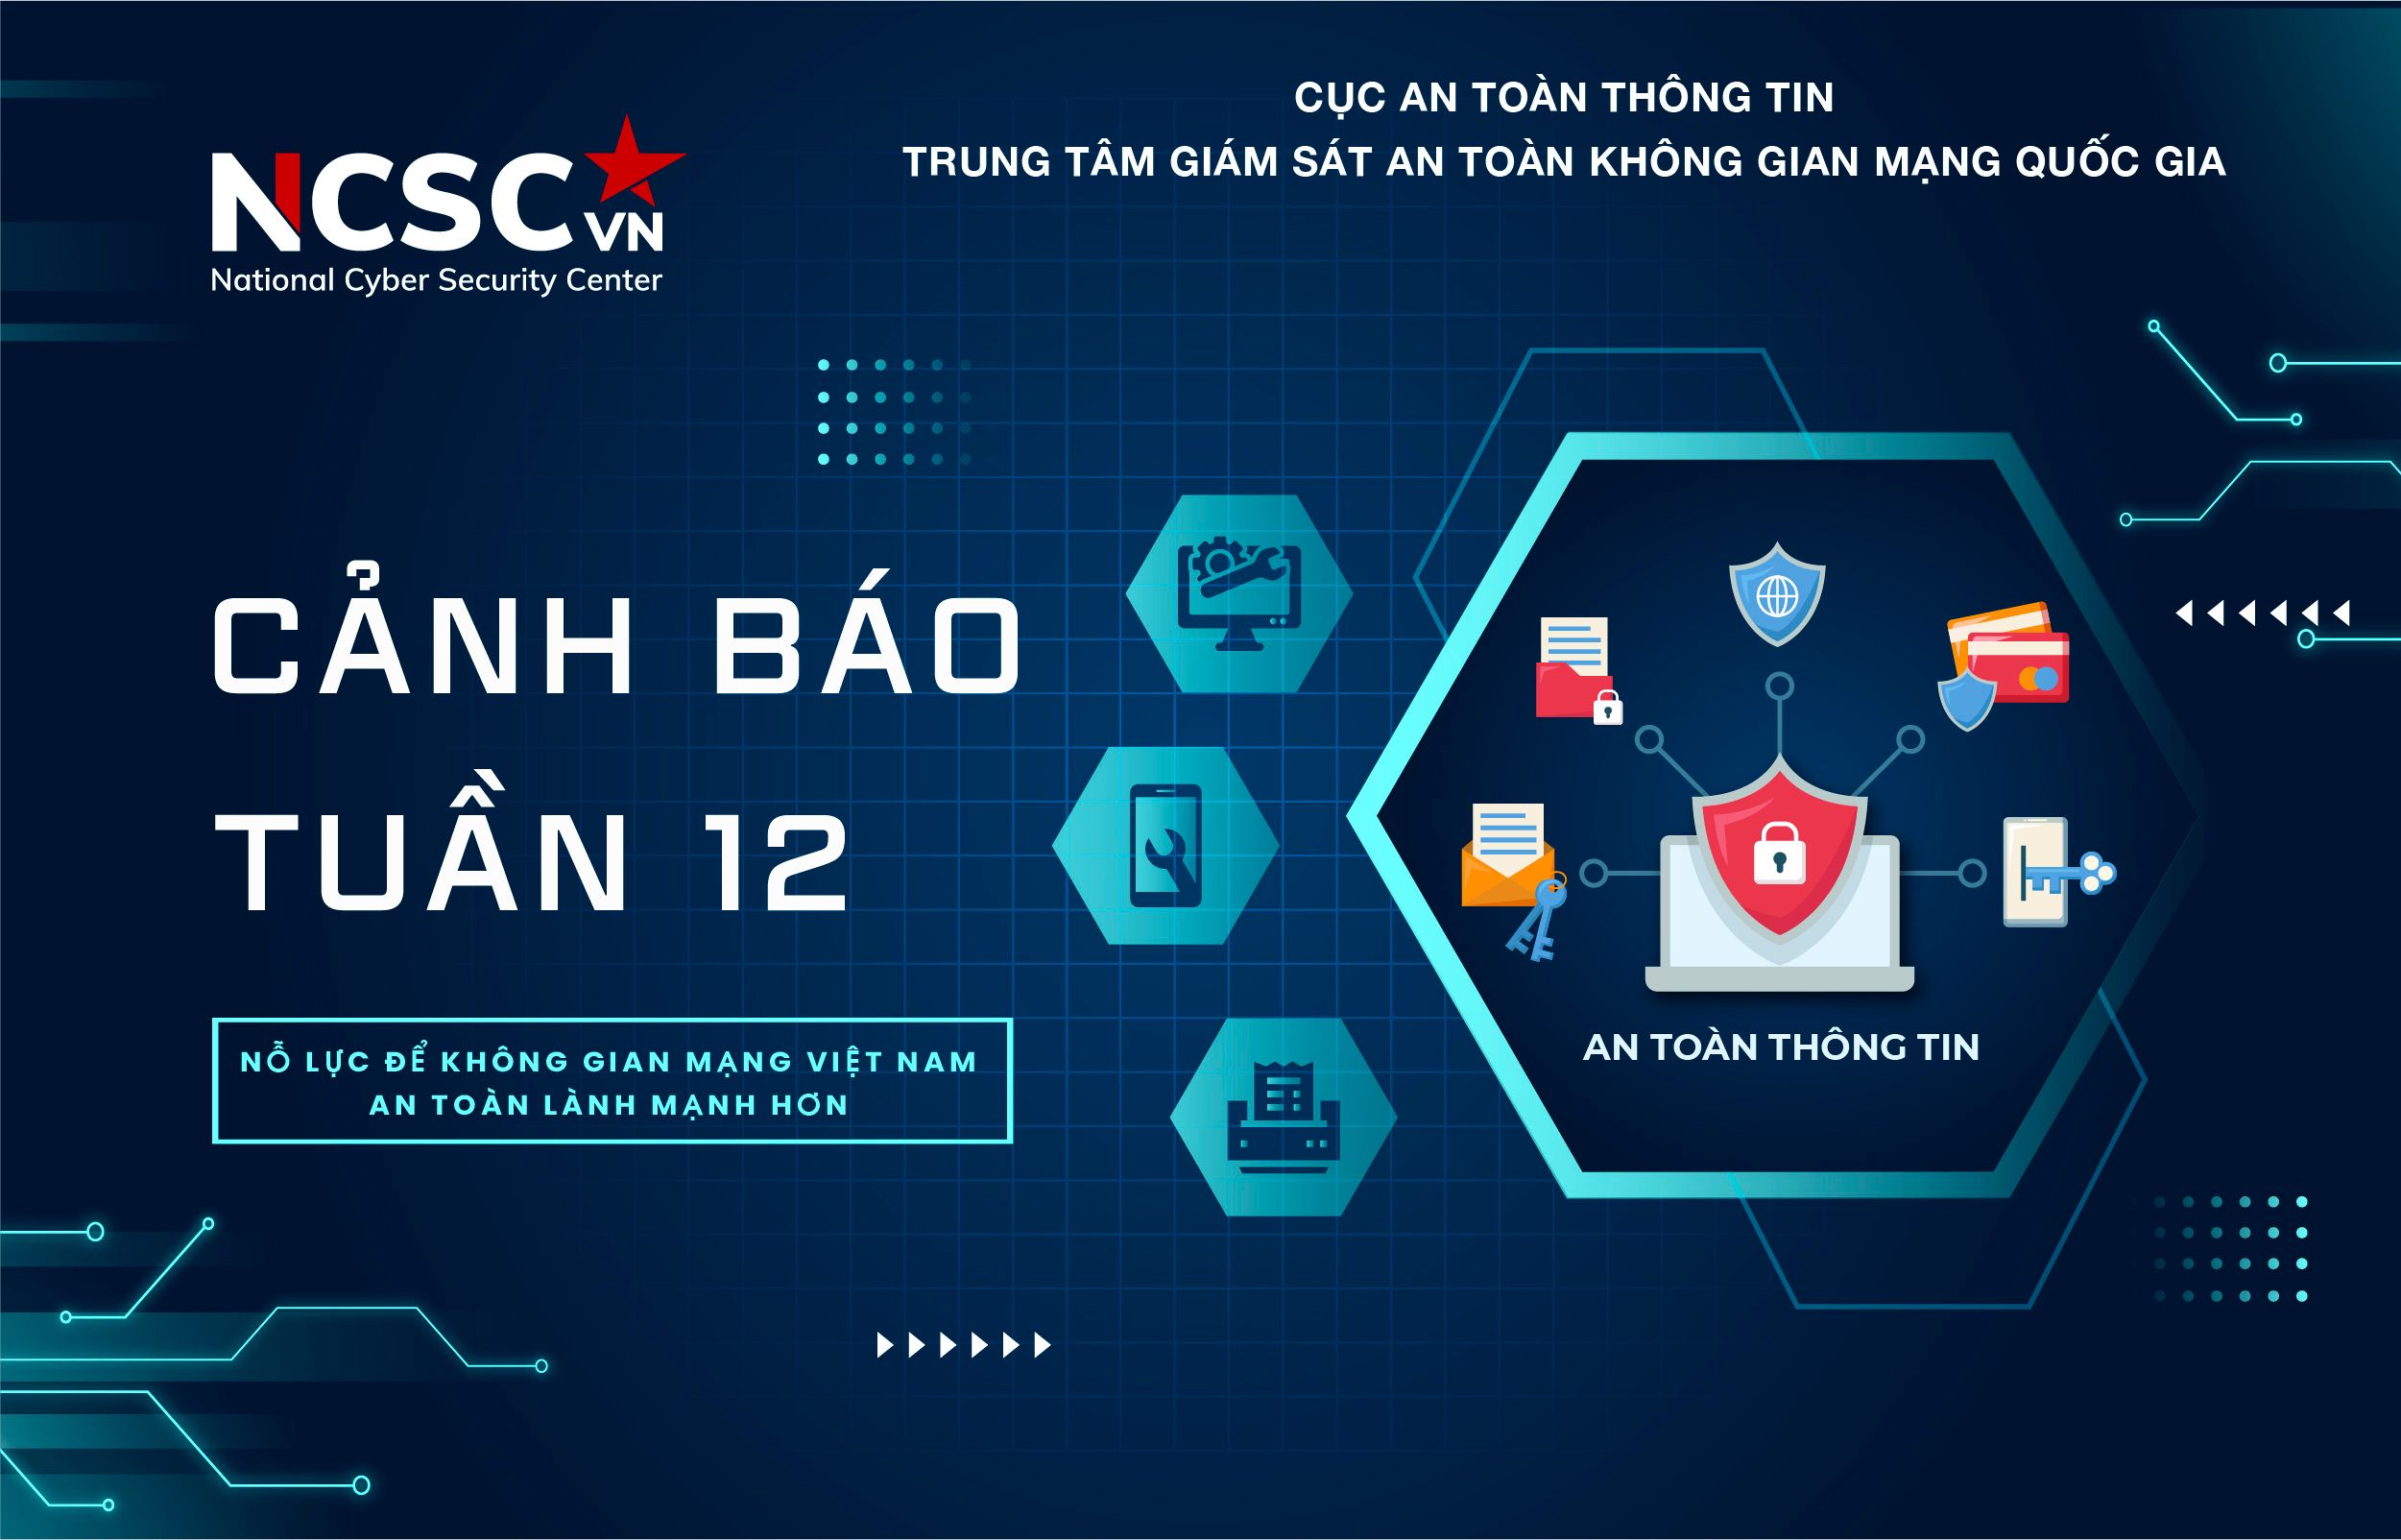 CỤC AN TOÀN THÔNG TIN
TRUNG TÂM GIÁM SÁT AN TOÀN KHÔNG GIAN MẠNG QUỐC GIA
NCSC VN
National Cyber Security Center
CẢNH BÁO
TUẦN 12
NỖ LỰC ĐỂ KHÔNG GIAN MẠNG VIỆT NAM
AN TOÀN LÀNH MẠNH HƠN
AN TOÀN THÔNG TIN